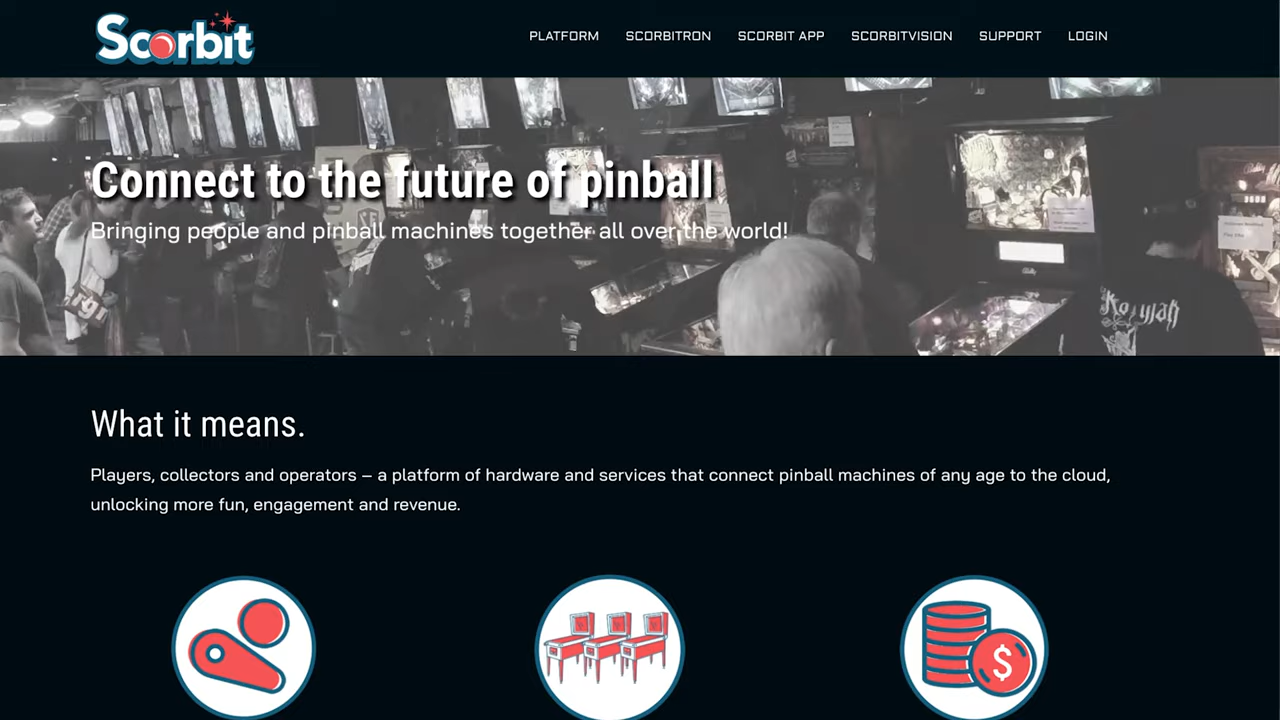 Scorbit
PLATFORM SCORBITRON SCORBIT APP SCORBITVISION SUPPORT LOGIN
Connect to the future of pinball
Bringing people and pinball machines together all over the world!
What it means.
Players, collectors and operators – a platform of hardware and services that connect pinball machines of any age to the cloud,
unlocking more fun, engagement and revenue.
$